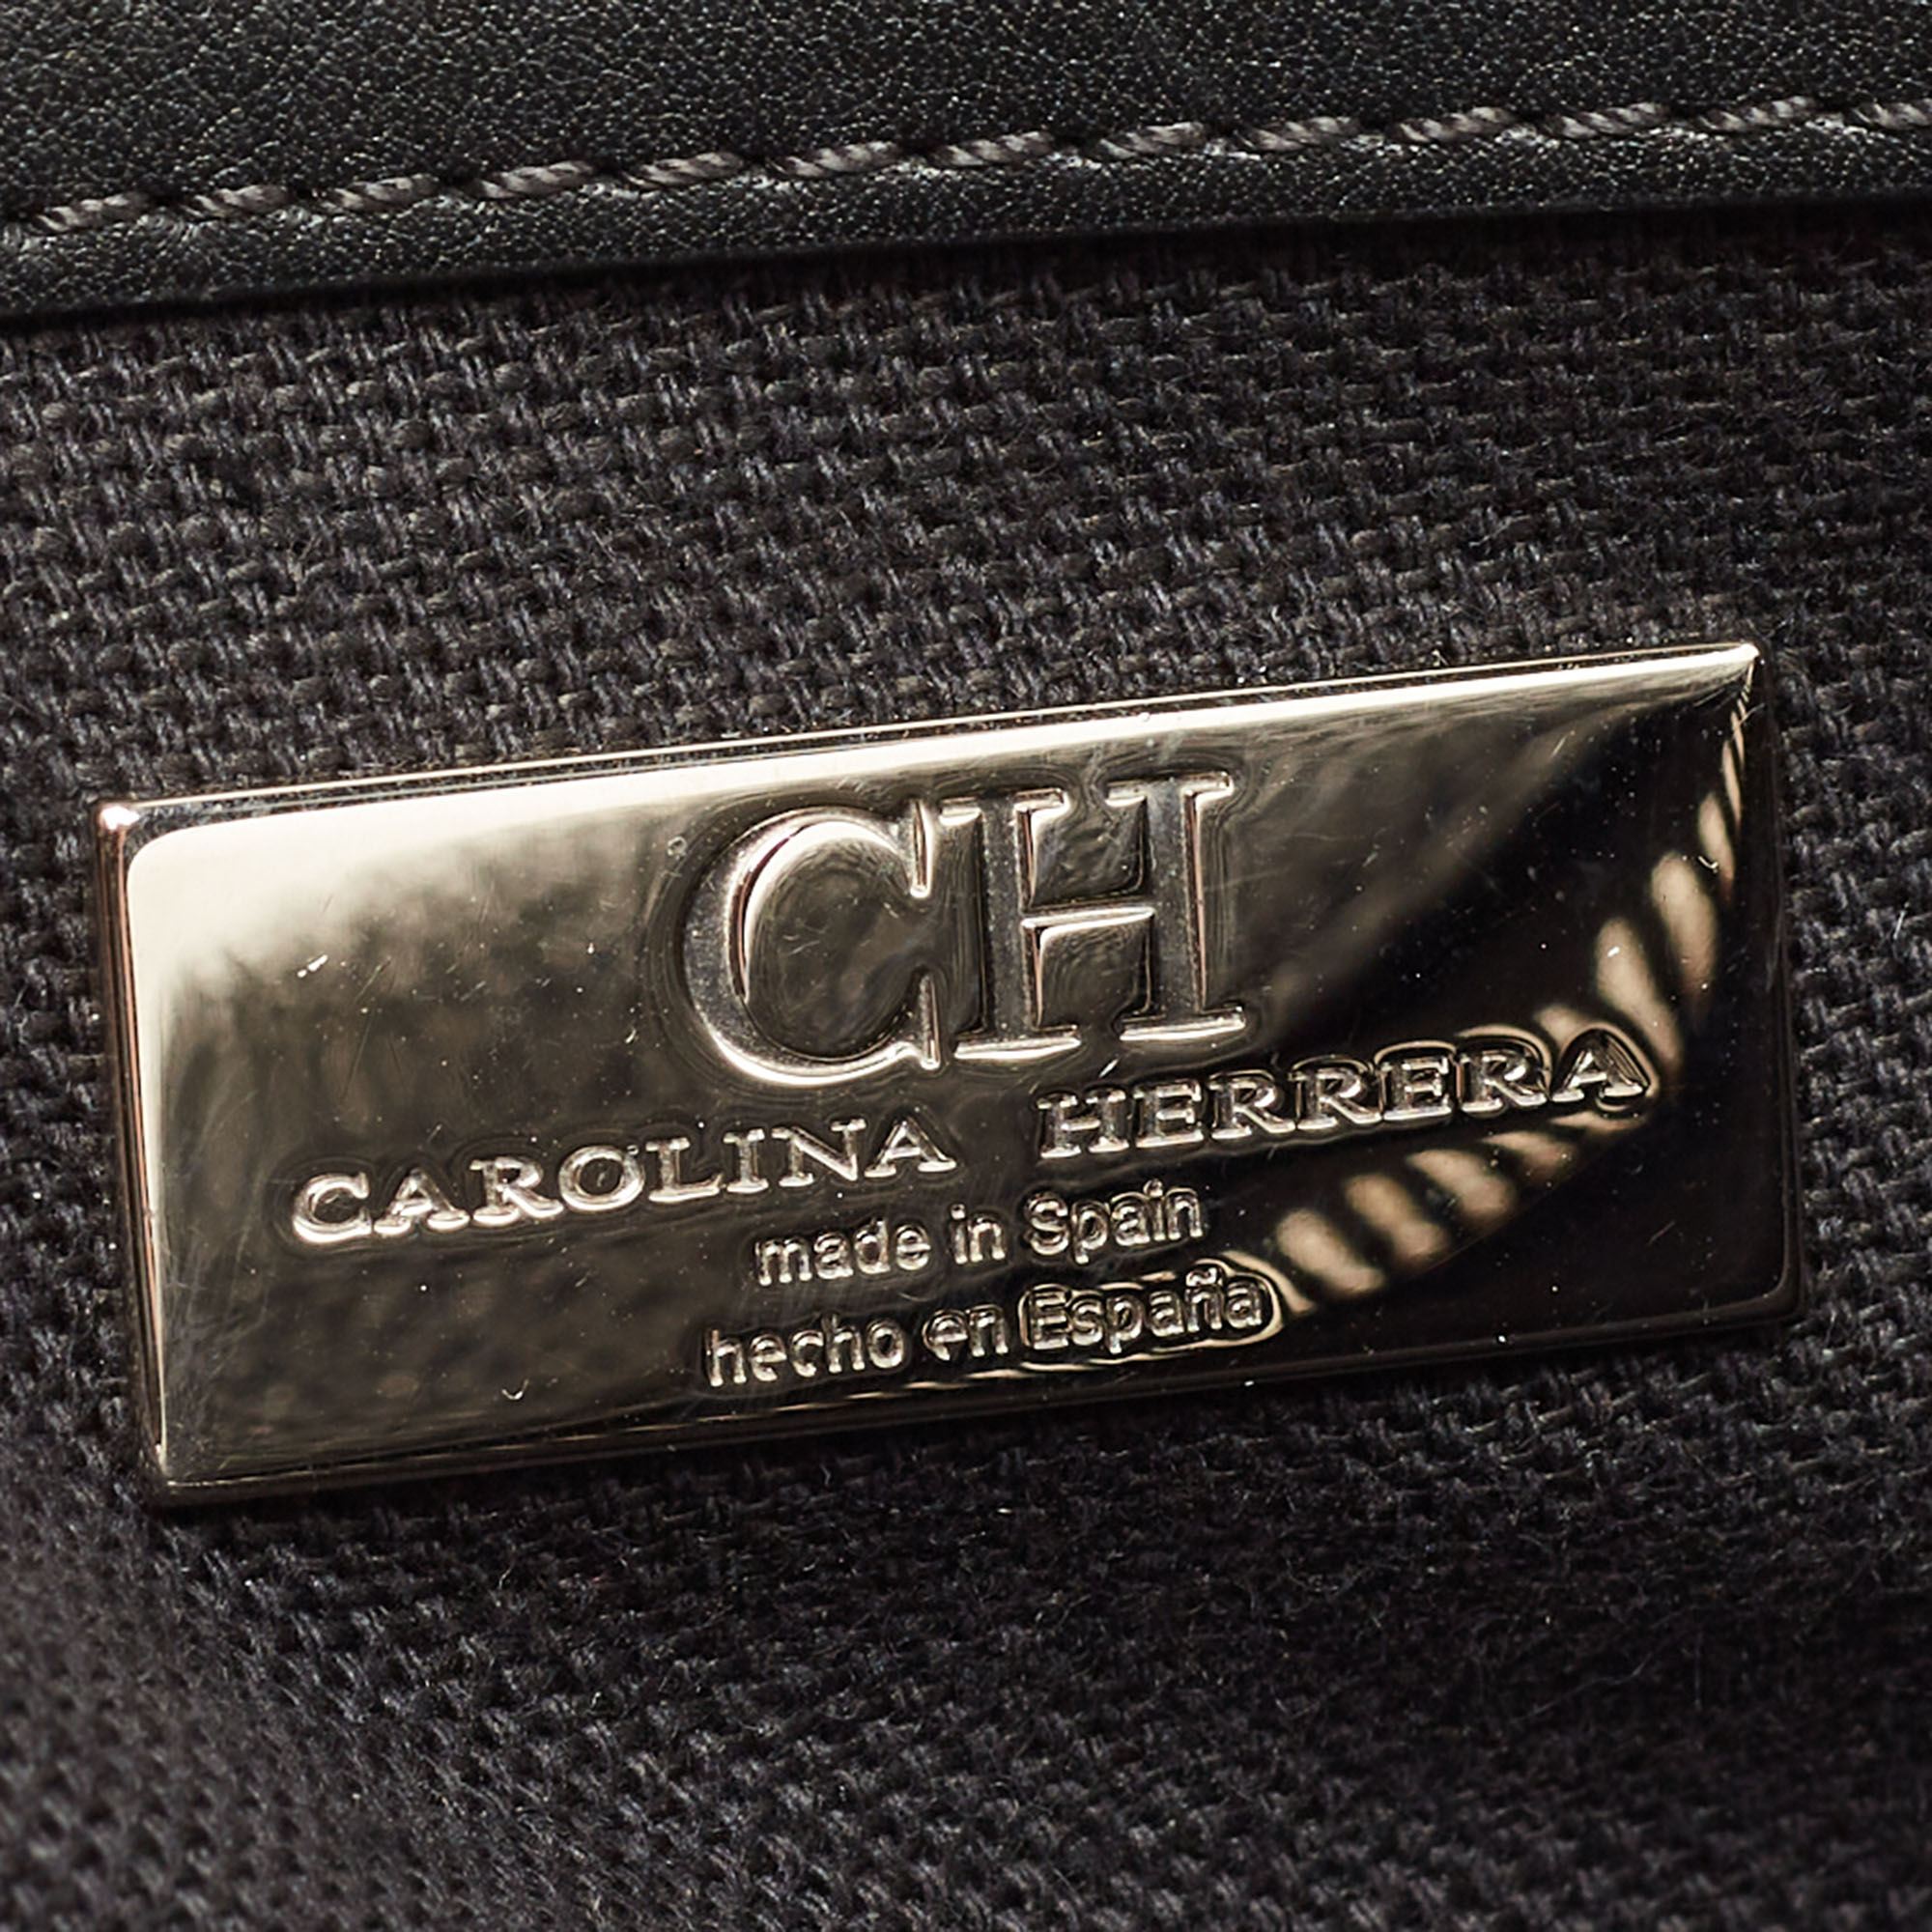 CH
CAROLINA HERRERA
made in Spain
hecho en España